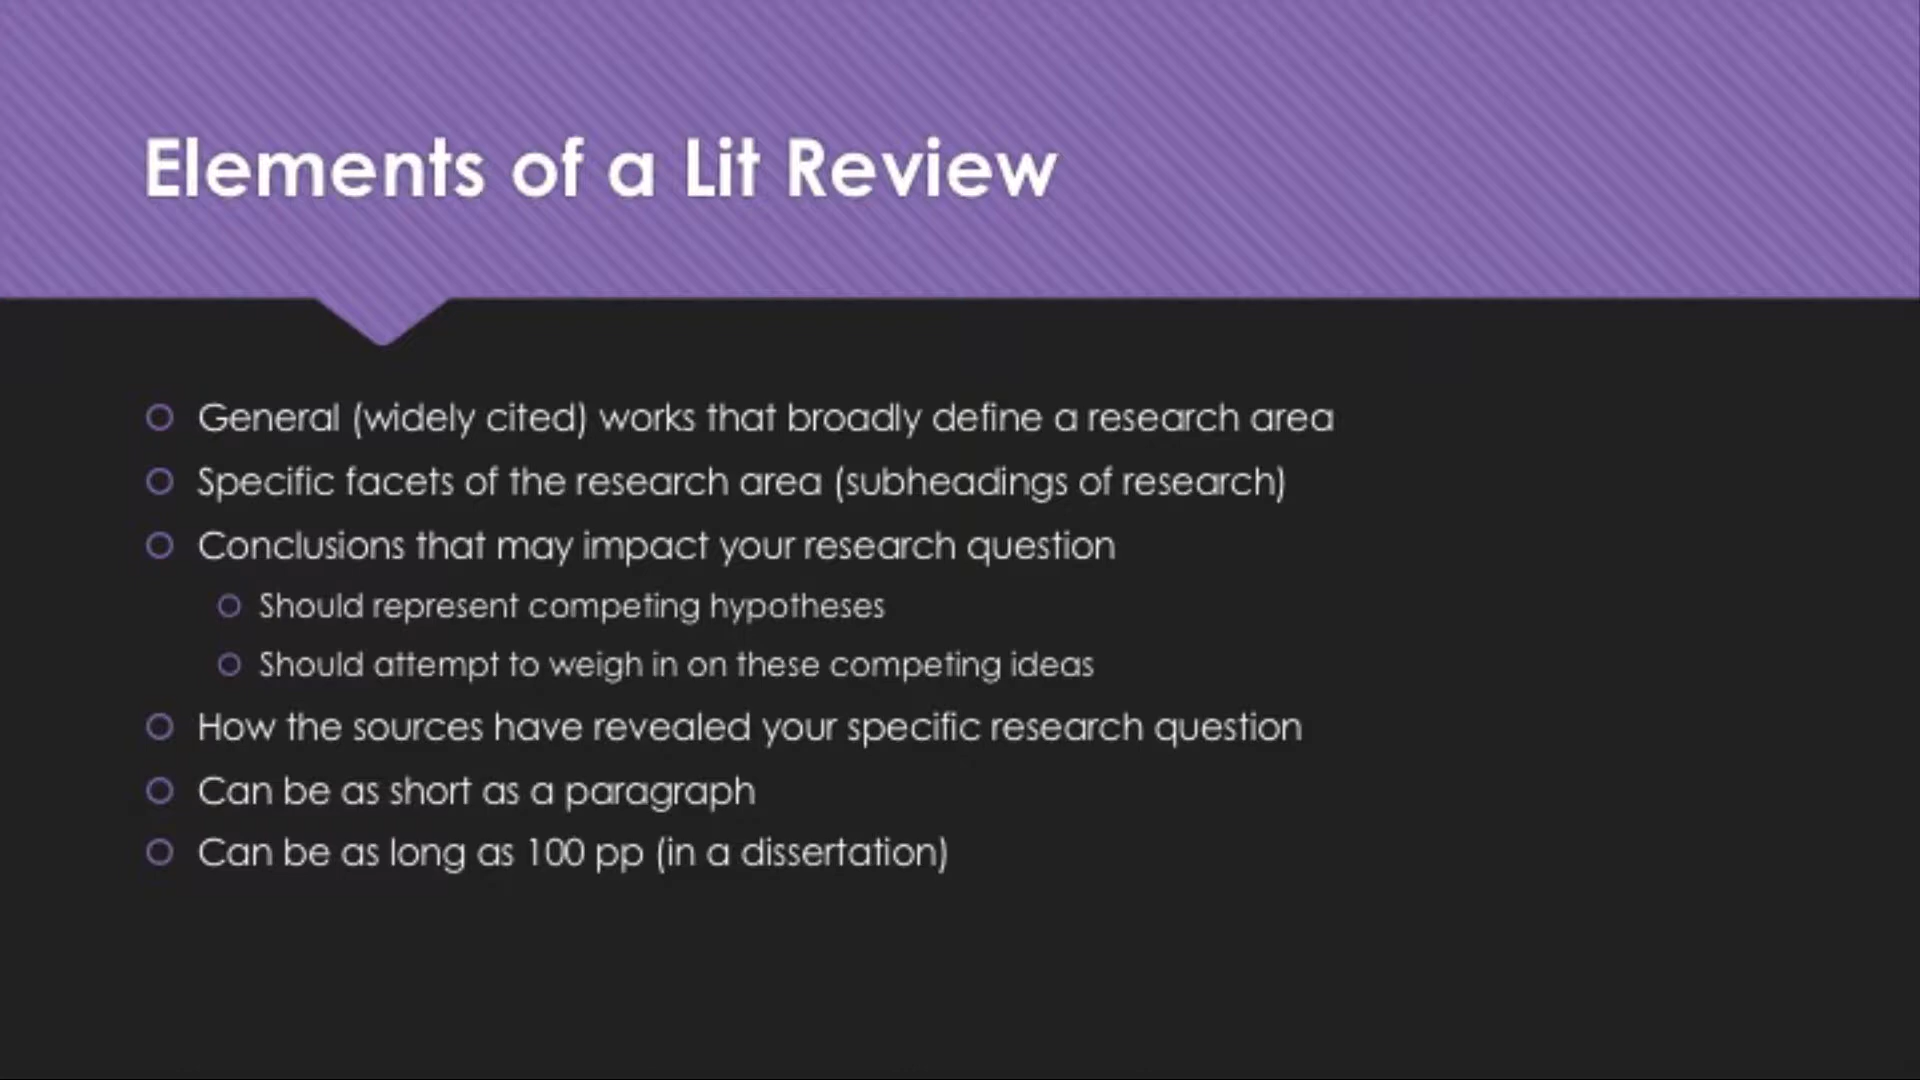 Elements of a Lit Review
General (widely cited) works that broadly define a research area
Specific facets of the research area (subheadings of research)
Conclusions that may impact your research question
Should represent competing hypotheses
Should attempt to weigh in on these competing ideas
How the sources have revealed your specific research question
Can be as short as a paragraph
Can be as long as 100 pp (in a dissertation)